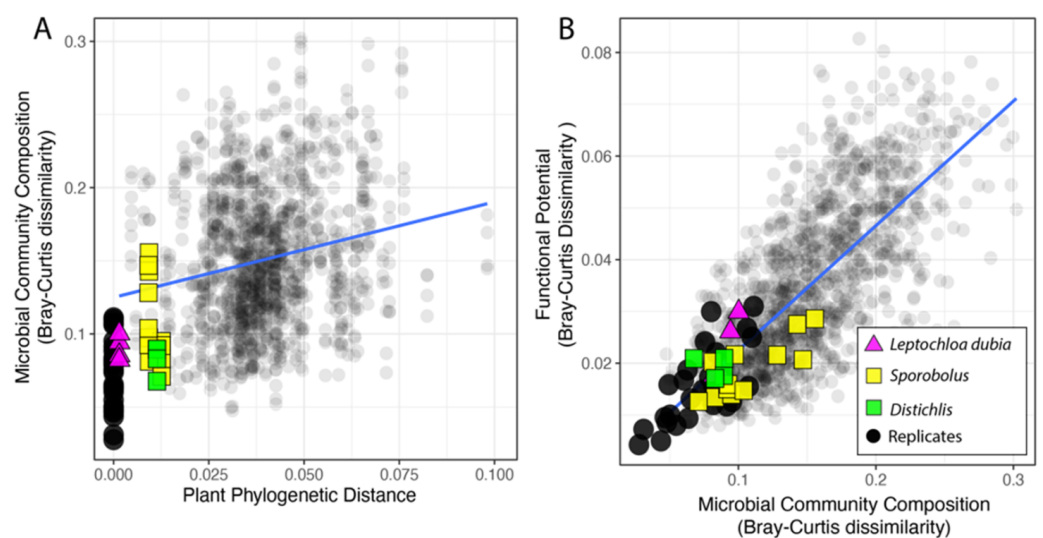 A
Microbial Community Composition
(Bray-Curtis dissimilarity)
0.3
0.2
0.1
0.000
0.025
0.050
0.075
0.100
Plant Phylogenetic Distance
B
Functional Potential
(Bray-Curtis Dissimilarity )
0.08
0.06
0.04
0.02
0.1
0.2
0.3
Microbial Community Composition
(Bray-Curtis dissimilarity)
Leptochloa dubia
Sporobolus
Distichlis
Replicates